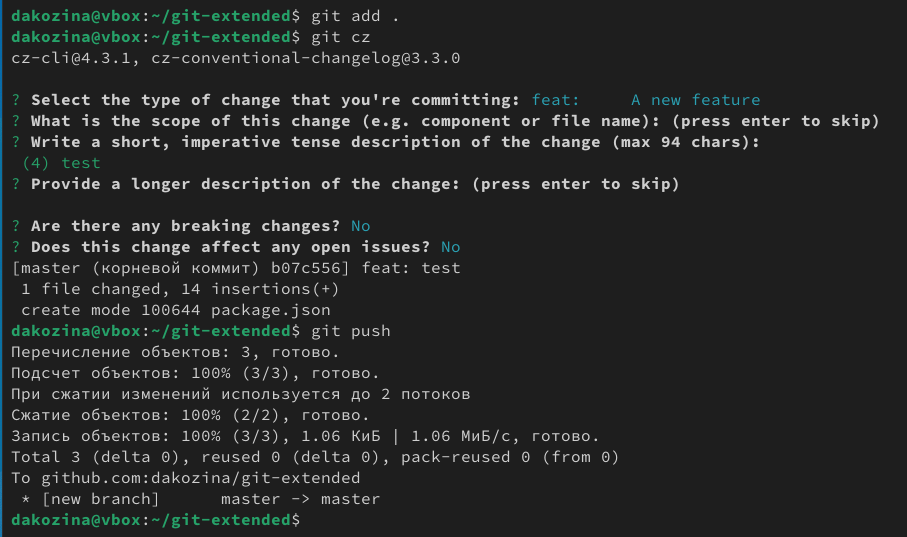 dakozina@vbox:~/git-extended$ git add .
dakozina@vbox:~/git-extended$ git cz
cz-cli@4.3.1, cz-conventional-changelog@3.3.0
? Select the type of change that you're committing: feat:     A new feature
? What is the scope of this change (e.g. component or file name): (press enter to skip)
? Write a short, imperative tense description of the change (max 94 chars):
 (4) test
? Provide a longer description of the change: (press enter to skip)
? Are there any breaking changes? No
? Does this change affect any open issues? No
[master (корневой коммит) b07c556] feat: test
 1 file changed, 14 insertions(+)
 create mode 100644 package.json
dakozina@vbox:~/git-extended$ git push
Перечисление объектов: 3, готово.
Подсчет объектов: 100% (3/3), готово.
При сжатии изменений используется до 2 потоков
Сжатие объектов: 100% (2/2), готово.
Запись объектов: 100% (3/3), 1.06 КиБ | 1.06 МиБ/с, готово.
Total 3 (delta 0), reused 0 (delta 0), pack-reused 0 (from 0)
To github.com:dakozina/git-extended
 * [new branch]      master -> master
dakozina@vbox:~/git-extended$